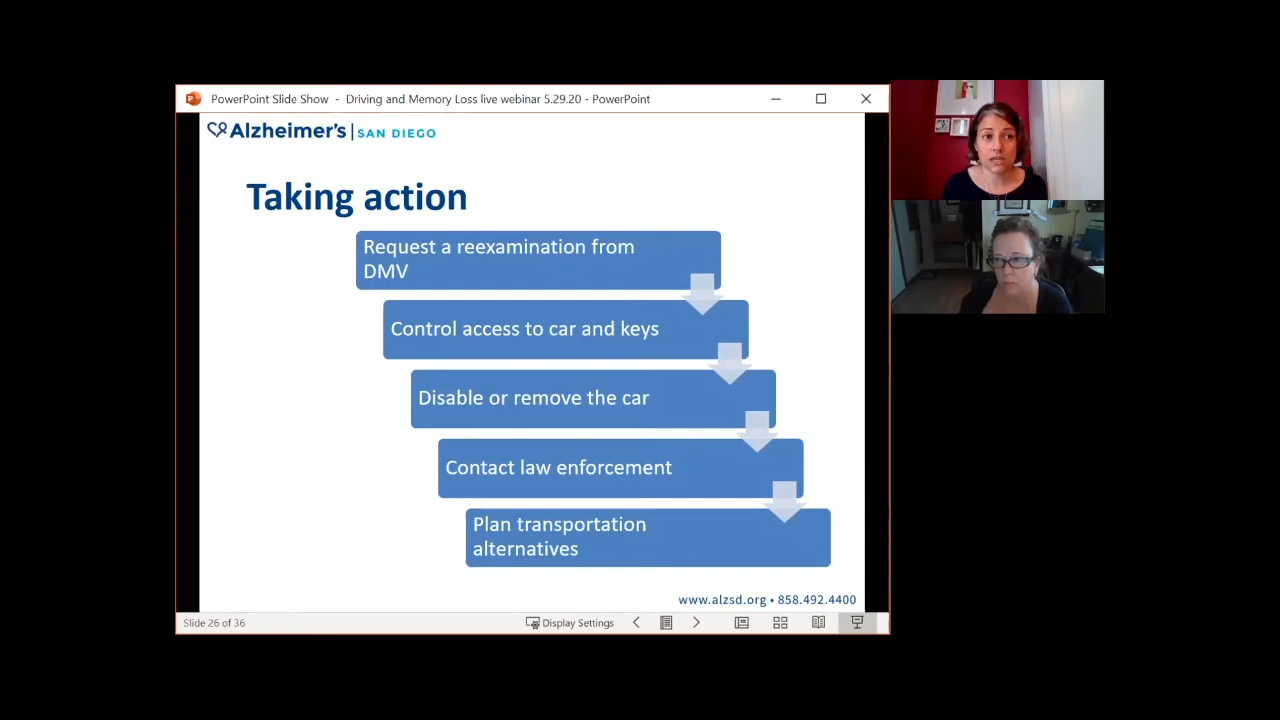 PowerPoint Slide Show - Driving and Memory Loss live webinar 5.29.20 - PowerPoint
Alzheimer's | SAN DIEGO
Taking action
Request a reexamination from
DMV
Control access to car and keys
Disable or remove the car
Contact law enforcement
Plan transportation
alternatives
www.alzsd.org • 858.492.4400
Slide 26 of 36
Display Settings